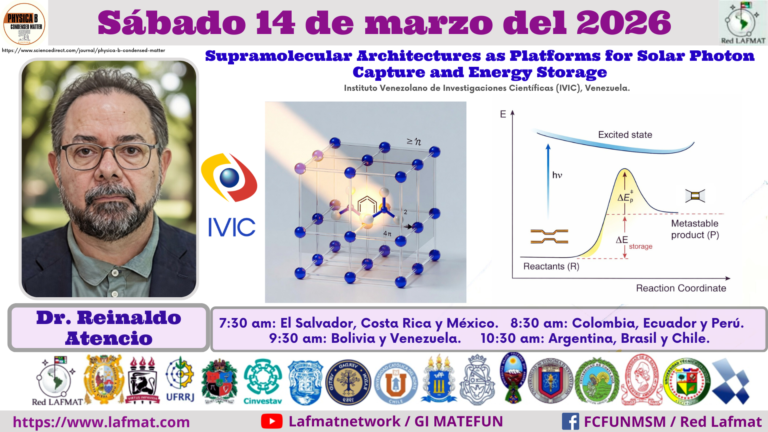 Sábado 14 de marzo del 2026
PHYSICA B
CONDENSED MATTER
https://www.sciencedirect.com/journal/physica-b-condensed-matter
Red LAFMAT
Supramolecular Architectures as Platforms for Solar Photon
Capture and Energy Storage
Instituto Venezolano de Investigaciones Científicas (IVIC), Venezuela.
IVIC
E
Excited state
hν
Metastable
product (P)
ΔE
storage
Reactants (R)
Reaction Coordinate
Dr. Reinaldo
Atencio
7:30 am: El Salvador, Costa Rica y México. 8:30 am: Colombia, Ecuador y Perú.
9:30 am: Bolivia y Venezuela. 10:30 am: Argentina, Brasil y Chile.
Red LAFMAT
UFRRJ
Cinvestav
https://www.lafmat.com
Lafmatnetwork / GI MATEFUN
FCFUNMSM / Red Lafmat